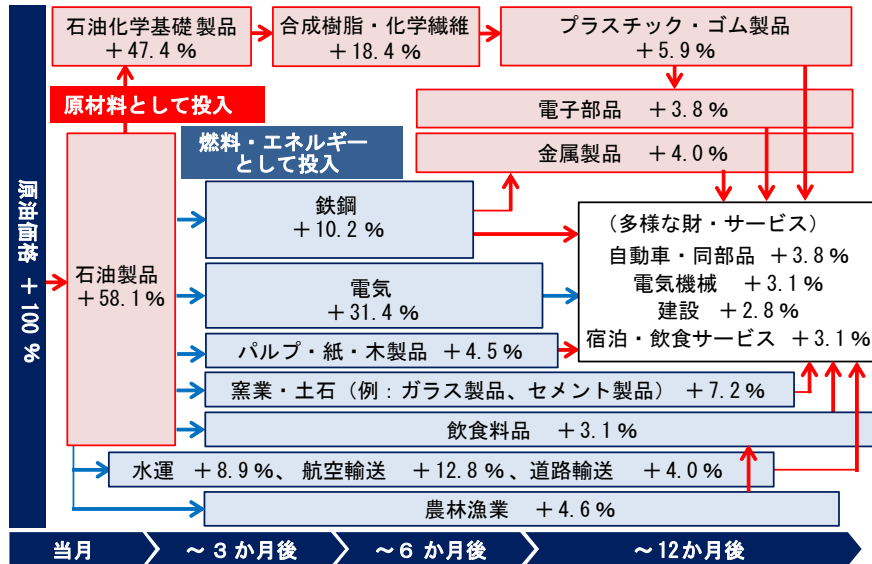 石油化学基礎製品
＋47.4％
合成樹脂・化学繊維
＋18.4％
プラスチック・ゴム製品
＋5.9％
原材料として投入
電子部品 ＋3.8％
燃料・エネルギー
として投入
金属製品 ＋4.0％
原油価格 ＋100％
石油製品
＋58.1％
鉄鋼
＋10.2％
（多様な財・サービス）
自動車・同部品 ＋3.8％
電気機械 ＋3.1％
建設 ＋2.8％
宿泊・飲食サービス ＋3.1％
電気
＋31.4％
パルプ・紙・木製品 ＋4.5％
窯業・土石（例：ガラス製品、セメント製品） ＋7.2％
飲食料品 ＋3.1％
水運 ＋8.9％、 航空輸送 ＋12.8％、道路輸送 ＋4.0％
農林漁業 ＋4.6％
当月
～３か月後
～６か月後
～12か月後